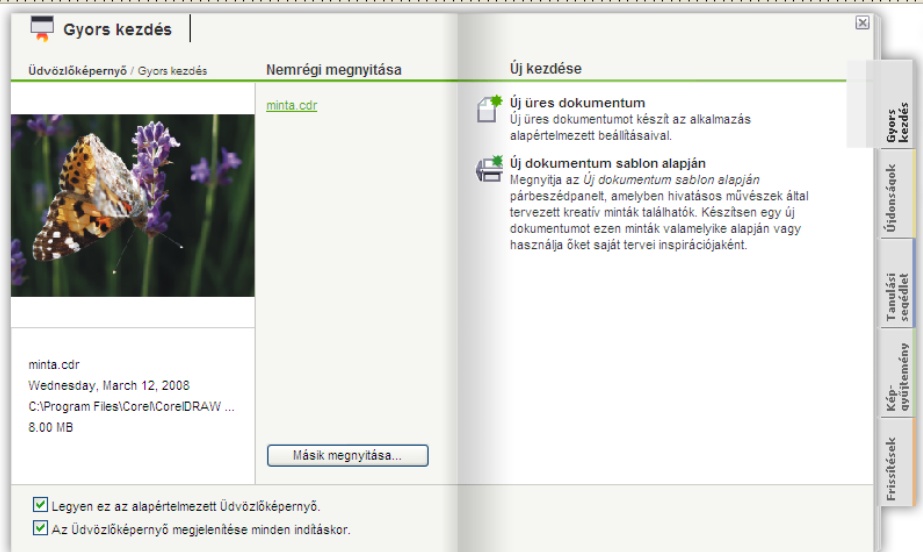 Gyors kezdés
Üdvözlőképernyő / Gyors kezdés
minta.cdr
Wednesday, March 12, 2008
C:\Program Files\Corel\CorelDRAW ...
8.00 MB
Nemrégi megnyitása
minta.cdr
Másik megnyitása...
Új kezdése
Új üres dokumentum
Új üres dokumentumot készít az alkalmazás
alapértelmezett beállításaival.
Új dokumentum sablon alapján
Megnyitja az Új dokumentum sablon alapján
párbeszédpanelt, amelyben hivatásos művészek által
tervezett kreatív minták találhatók. Készítsen egy új
dokumentumot ezen minták valamelyike alapján vagy
használja őket saját tervei inspirációjaként.
Legyen ez az alapértelmezett Üdvözlőképernyő.
Az Üdvözlőképernyő megjelenítése minden indításkor.
Gyors
kezdés
Újdonságok
Tanulási
segédlet
Kép-
gyűjtemény
Frissítések